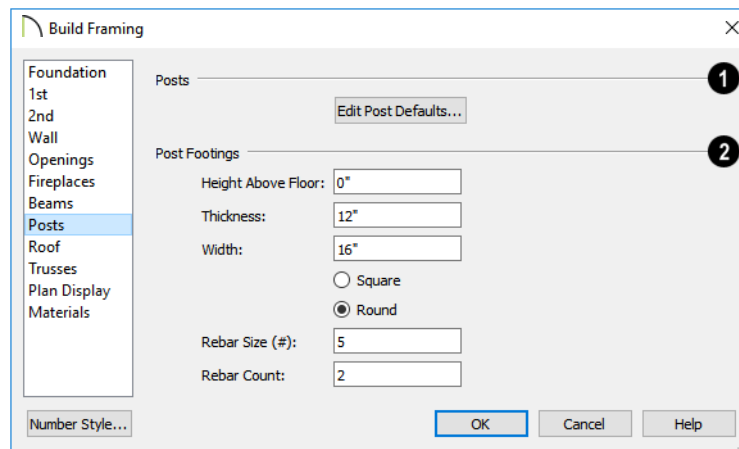 Build Framing
Foundation
1st
2nd
Wall
Openings
Fireplaces
Beams
Posts
Roof
Trusses
Plan Display
Materials
Number Style...
Posts
1
Edit Post Defaults...
Post Footings
2
Height Above Floor: 0"
Thickness: 12"
Width: 16"
Square
Round
Rebar Size (#): 5
Rebar Count: 2
OK
Cancel
Help